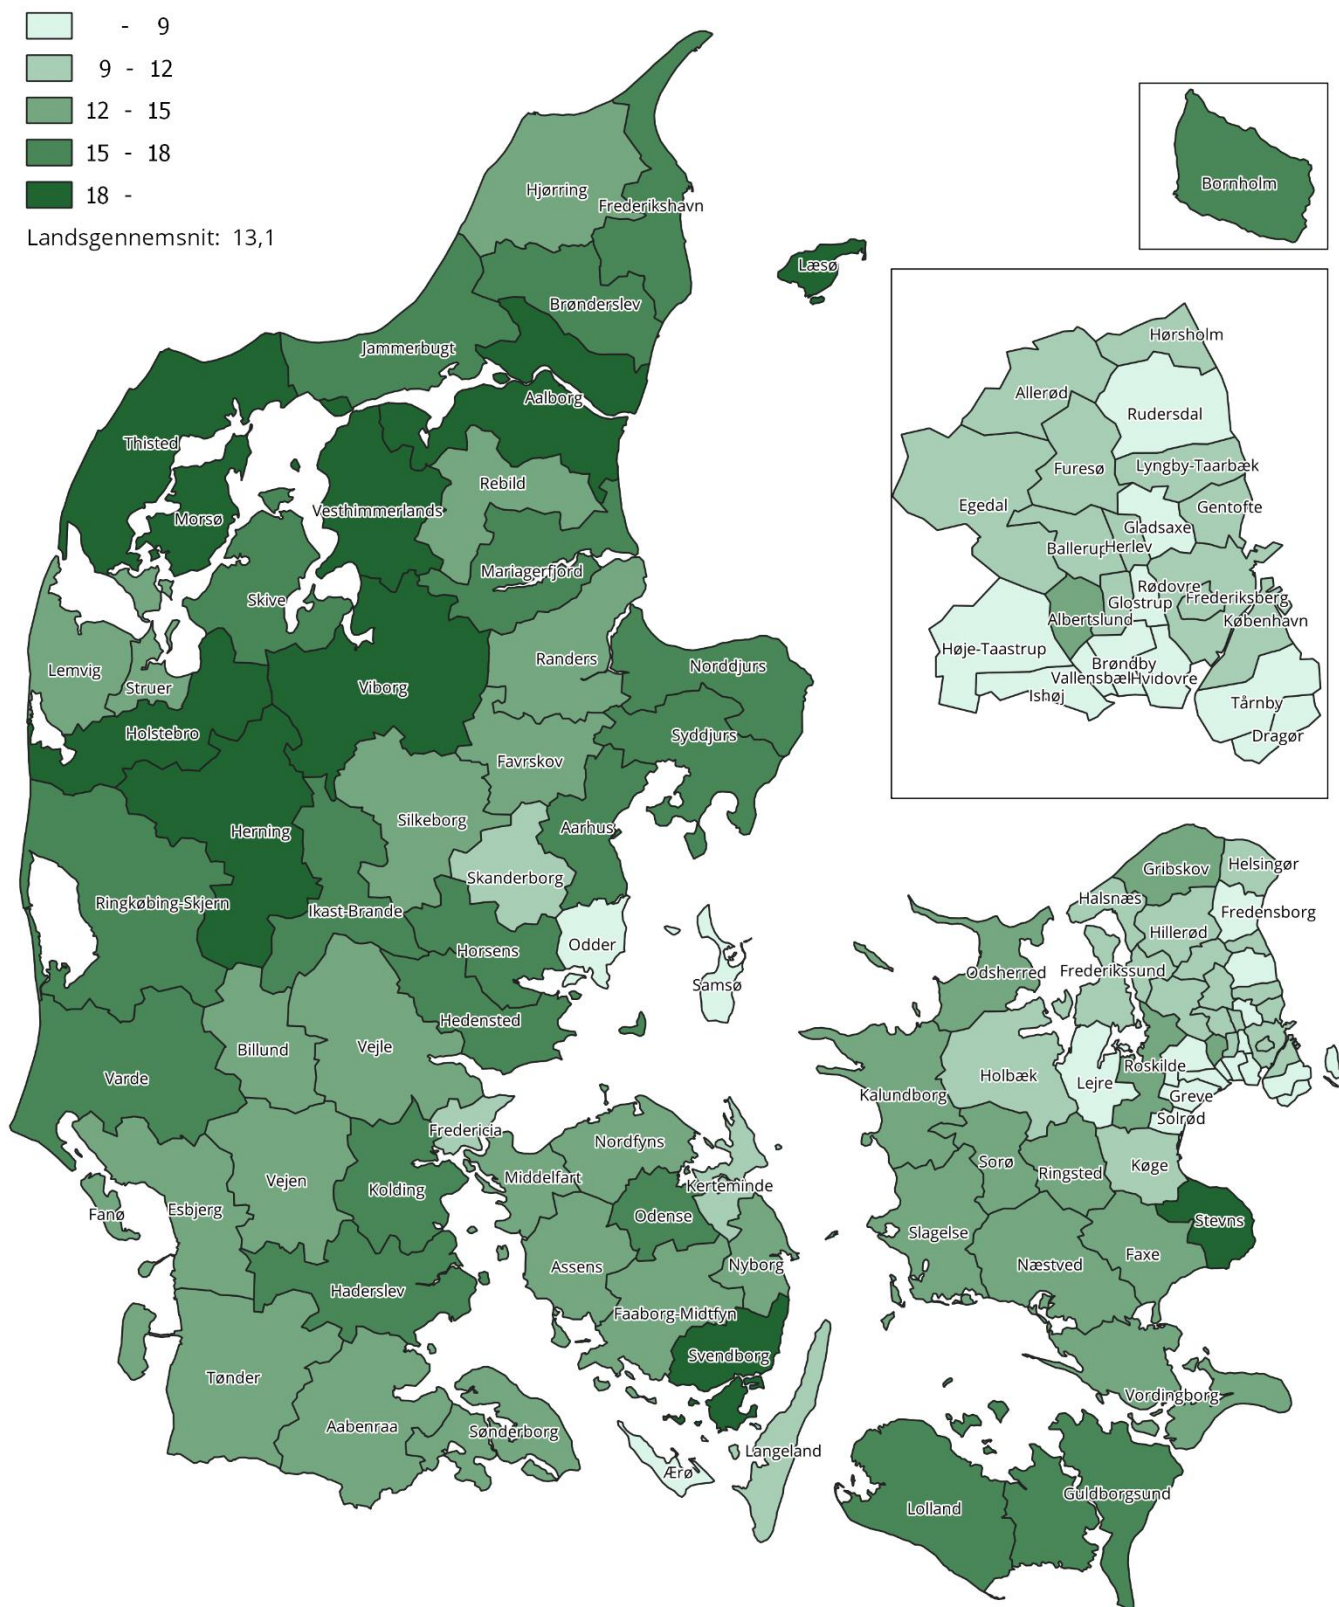 - 9
9 - 12
12 - 15
15 - 18
18 -
Landsgennemsnit: 13,1
Hjørring
Frederikshavn
Læsø
Brønderslev
Jammerbugt
Aalborg
Thisted
Rebild
Vesthimmerlands
Morsø
Mariagerfjord
Skive
Lemvig
Struer
Viborg
Randers
Norddjurs
Holstebro
Syddjurs
Favrskov
Herning
Silkeborg
Aarhus
Skanderborg
Ringkøbing-Skjern
Ikast-Brande
Horsens
Odder
Samsø
Hedensted
Billund
Vejle
Varde
Fredericia
Vejen
Kolding
Fanø
Esbjerg
Haderslev
Tønder
Aabenraa
Sønderborg
Nordfyns
Middelfart
Kerteminde
Odense
Assens
Nyborg
Faaborg-Midtfyn
Svendborg
Langeland
Ærø
Bornholm
Hørsholm
Allerød
Rudersdal
Furesø
Lyngby-Taarbæk
Egedal
Gentofte
Gladsaxe
Ballerup
Herlev
Rødovre
Frederiksberg
Glostrup
Albertslund
København
Høje-Taastrup
Brøndby
Vallensbæk
Hvidovre
Ishøj
Tårnby
Dragør
Gribskov
Helsingør
Halsnæs
Fredensborg
Hillerød
Odsherred
Frederikssund
Holbæk
Lejre
Roskilde
Kalundborg
Greve
Solrød
Sorø
Ringsted
Køge
Stevns
Slagelse
Næstved
Faxe
Vordingborg
Lolland
Guldborgsund